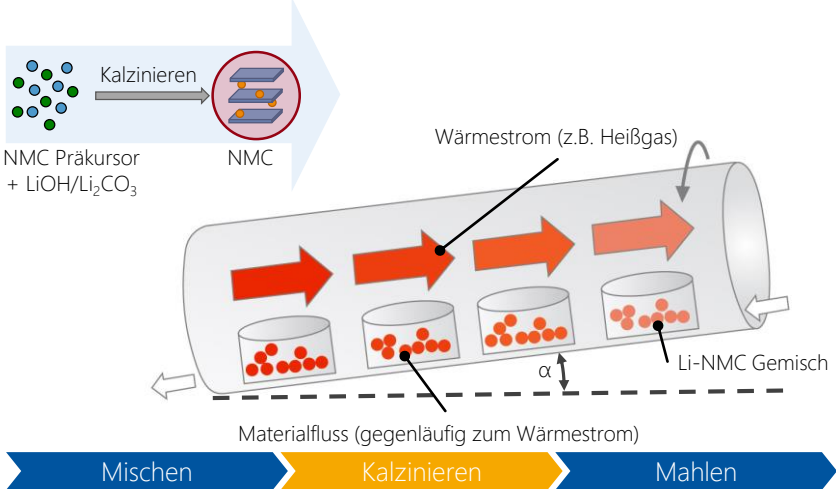 Kalzinieren
NMC Präkursor
+ LiOH/Li₂CO₃
NMC
Wärmestrom (z.B. Heißgas)
α
Li-NMC Gemisch
Materialfluss (gegenläufig zum Wärmestrom)
Mischen
Kalzinieren
Mahlen